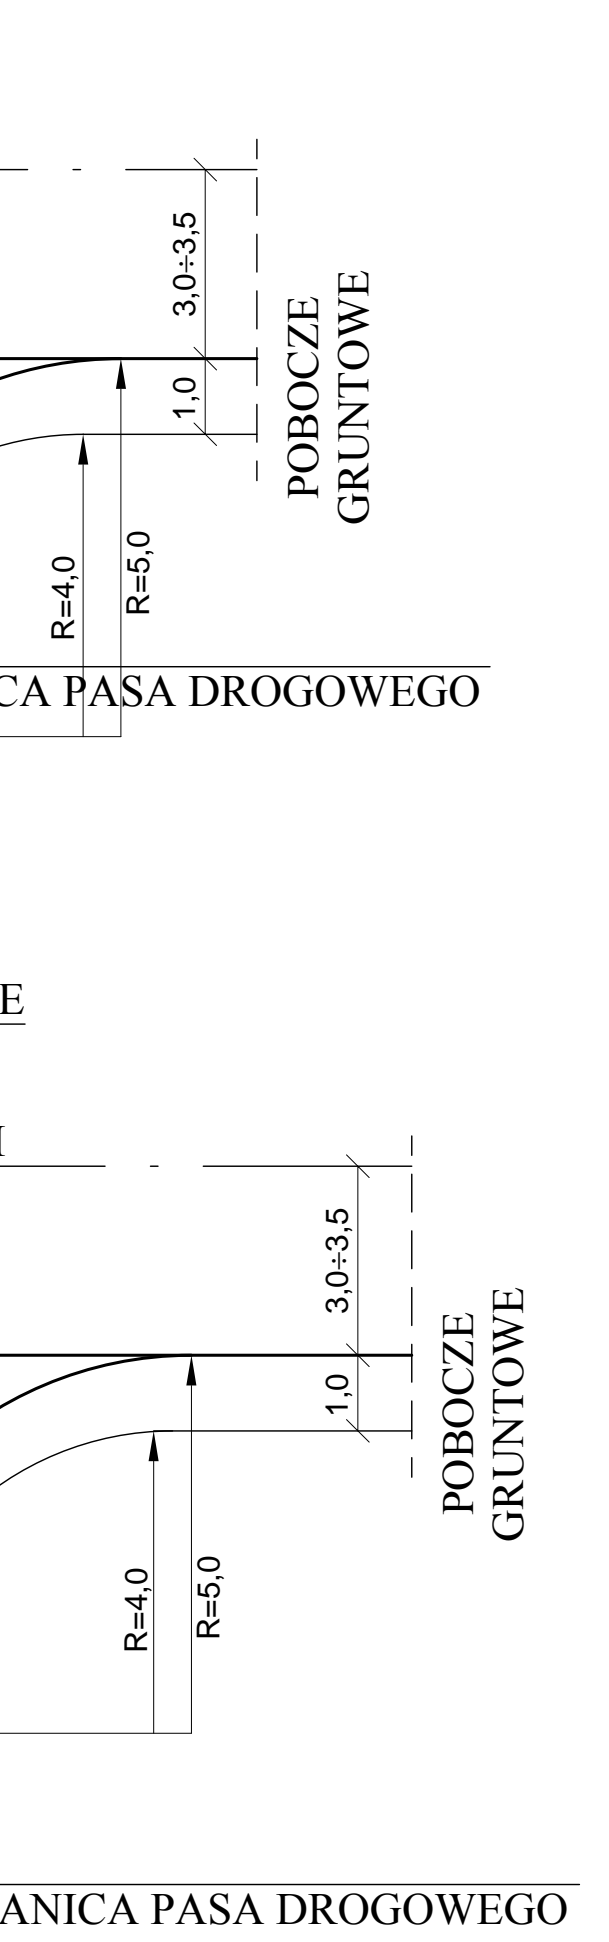 3,0÷3,5
1,0
POBOCZE
GRUNTOWE
R=4,0
R=5,0
CA PASA DROGOWEGO
E
3,0÷3,5
1,0
POBOCZE
GRUNTOWE
R=4,0
R=5,0
ANICA PASA DROGOWEGO